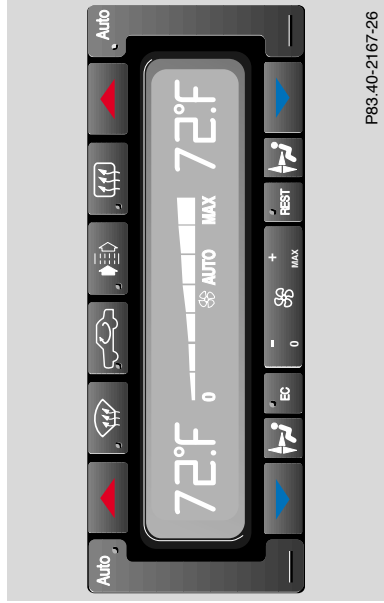 Auto
Auto
72°F
0
AUTO
MAX
72°F
EC
- +
0
MAX
REST
P83.40-2167-26